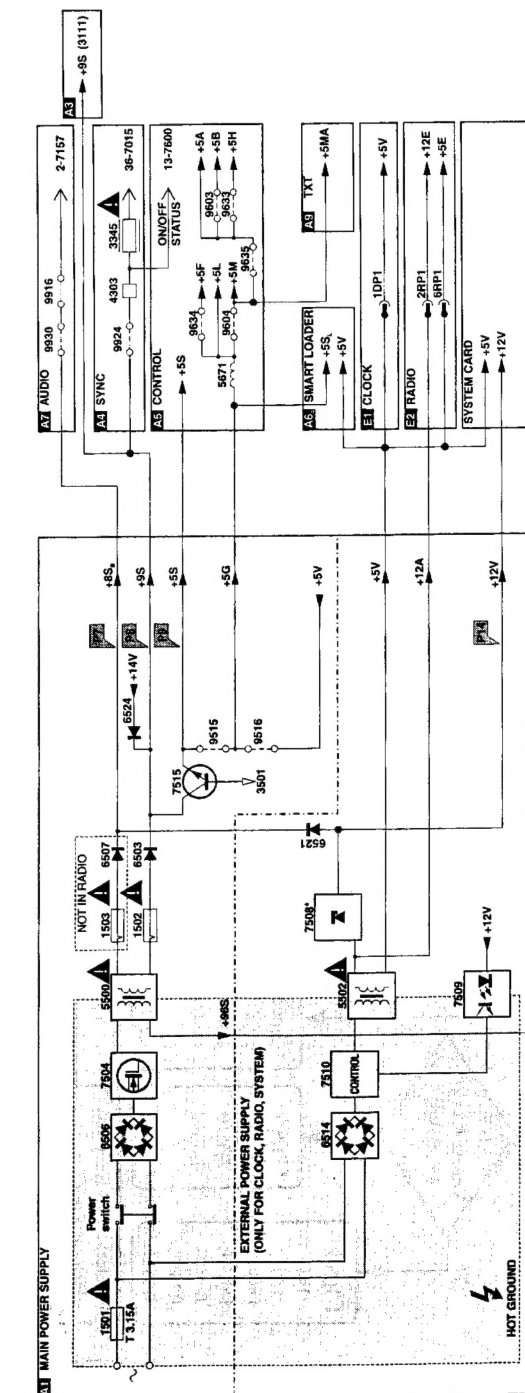 A1 MAIN POWER SUPPLY
1501
T 3.15A
Power
switch
6506
7504
5500
NOT IN RADIO
1503
6507
1502
6503
6524
+14V
P7
+8S
P8
+9S
P9
+5S
7515
3501
9515
9516
+5G
+5V
+96S
EXTERNAL POWER SUPPLY
(ONLY FOR CLOCK, RADIO, SYSTEM)
6514
7510
CONTROL
5502
7508*
6521
7509
+12V
+5V
+12A
P14
+12V
HOT GROUND
A3
+9S (3111)
A7 AUDIO
9930
9916
2-7157
A4 SYNC
9924
4303
3345
36-7015
A5 CONTROL
ON/OFF
STATUS
13-7600
+5S
5671
9634
9604
+5F
+5L
+5M
9635
9603
9633
+5A
+5B
+5H
A6 SMART LOADER
+5S
+5V
A9 TXT
+5MA
E1 CLOCK
1DP1
+5V
E2 RADIO
2RP1
+12E
6RP1
+5E
SYSTEM CARD
+5V
+12V